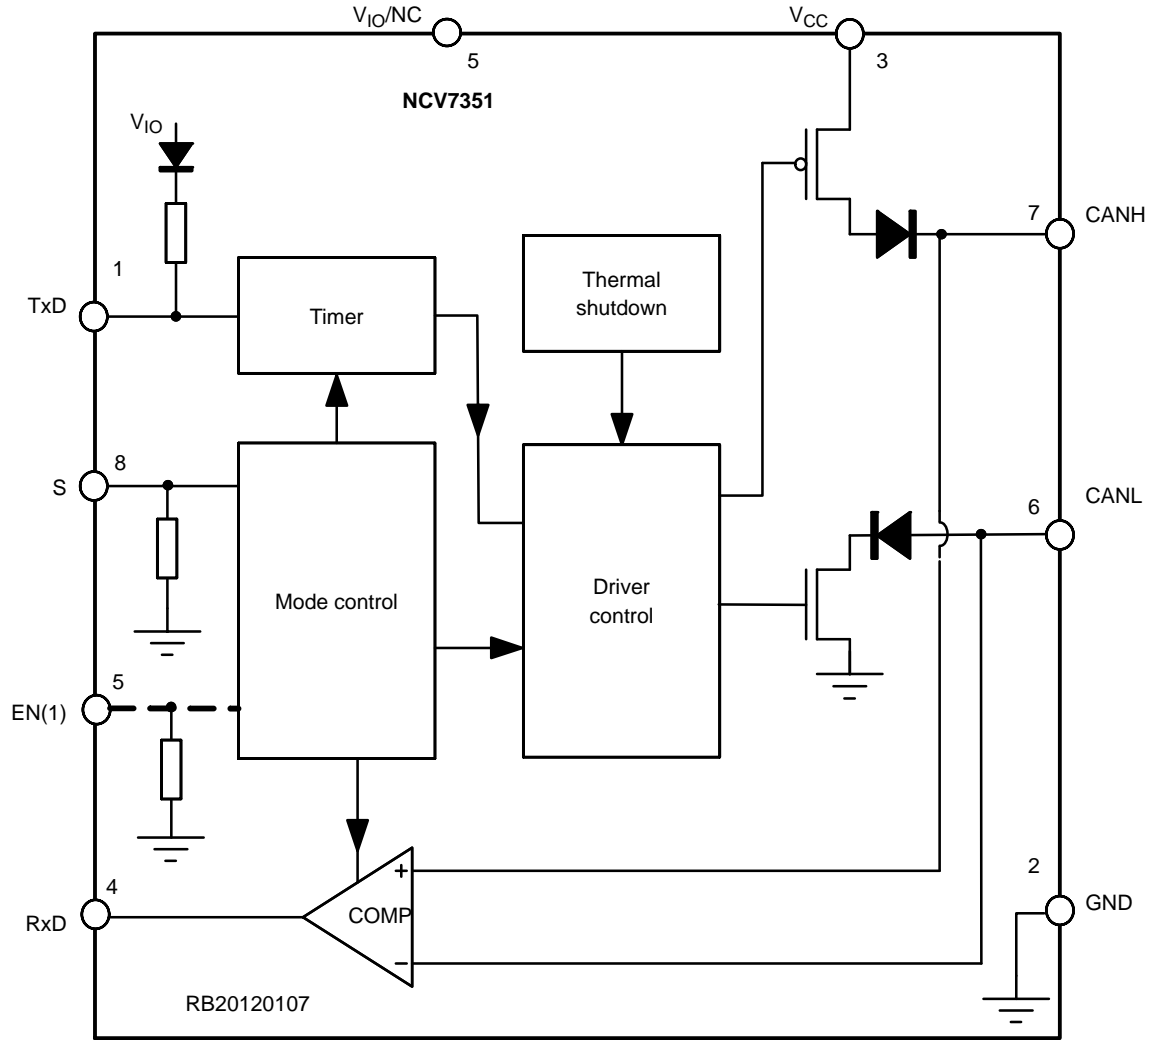 VIO/NC
5
VCC
3
NCV7351
VIO
7
CANH
1
TxD
Timer
Thermal
shutdown
8
S
6
CANL
Mode control
Driver
control
5
EN(1)
4
RxD
+
COMP
−
2
GND
RB20120107